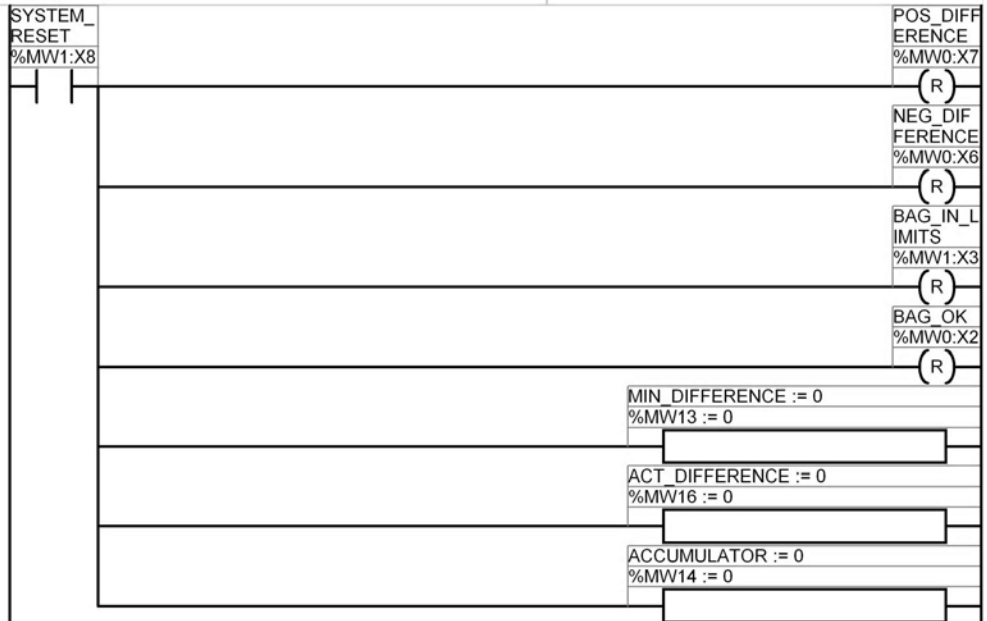 SYSTEM_
RESET
%MW1:X8
POS_DIFF
ERENCE
%MW0:X7
R
NEG_DIF
FERENCE
%MW0:X6
R
BAG_IN_L
IMITS
%MW1:X3
R
BAG_OK
%MW0:X2
R
MIN_DIFFERENCE := 0
%MW13 := 0
ACT_DIFFERENCE := 0
%MW16 := 0
ACCUMULATOR := 0
%MW14 := 0